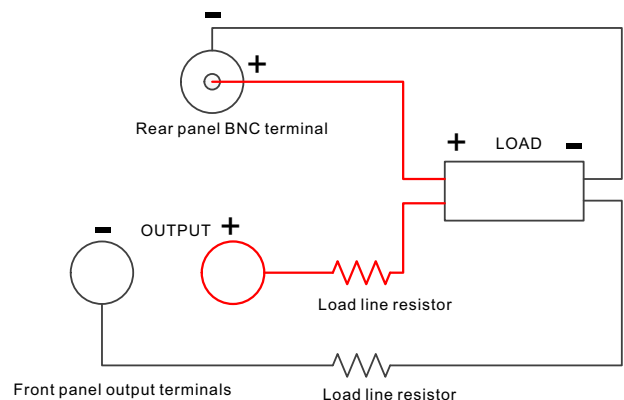 -
+
Rear panel BNC terminal
+ LOAD -
- OUTPUT +
Load line resistor
Front panel output terminals
Load line resistor